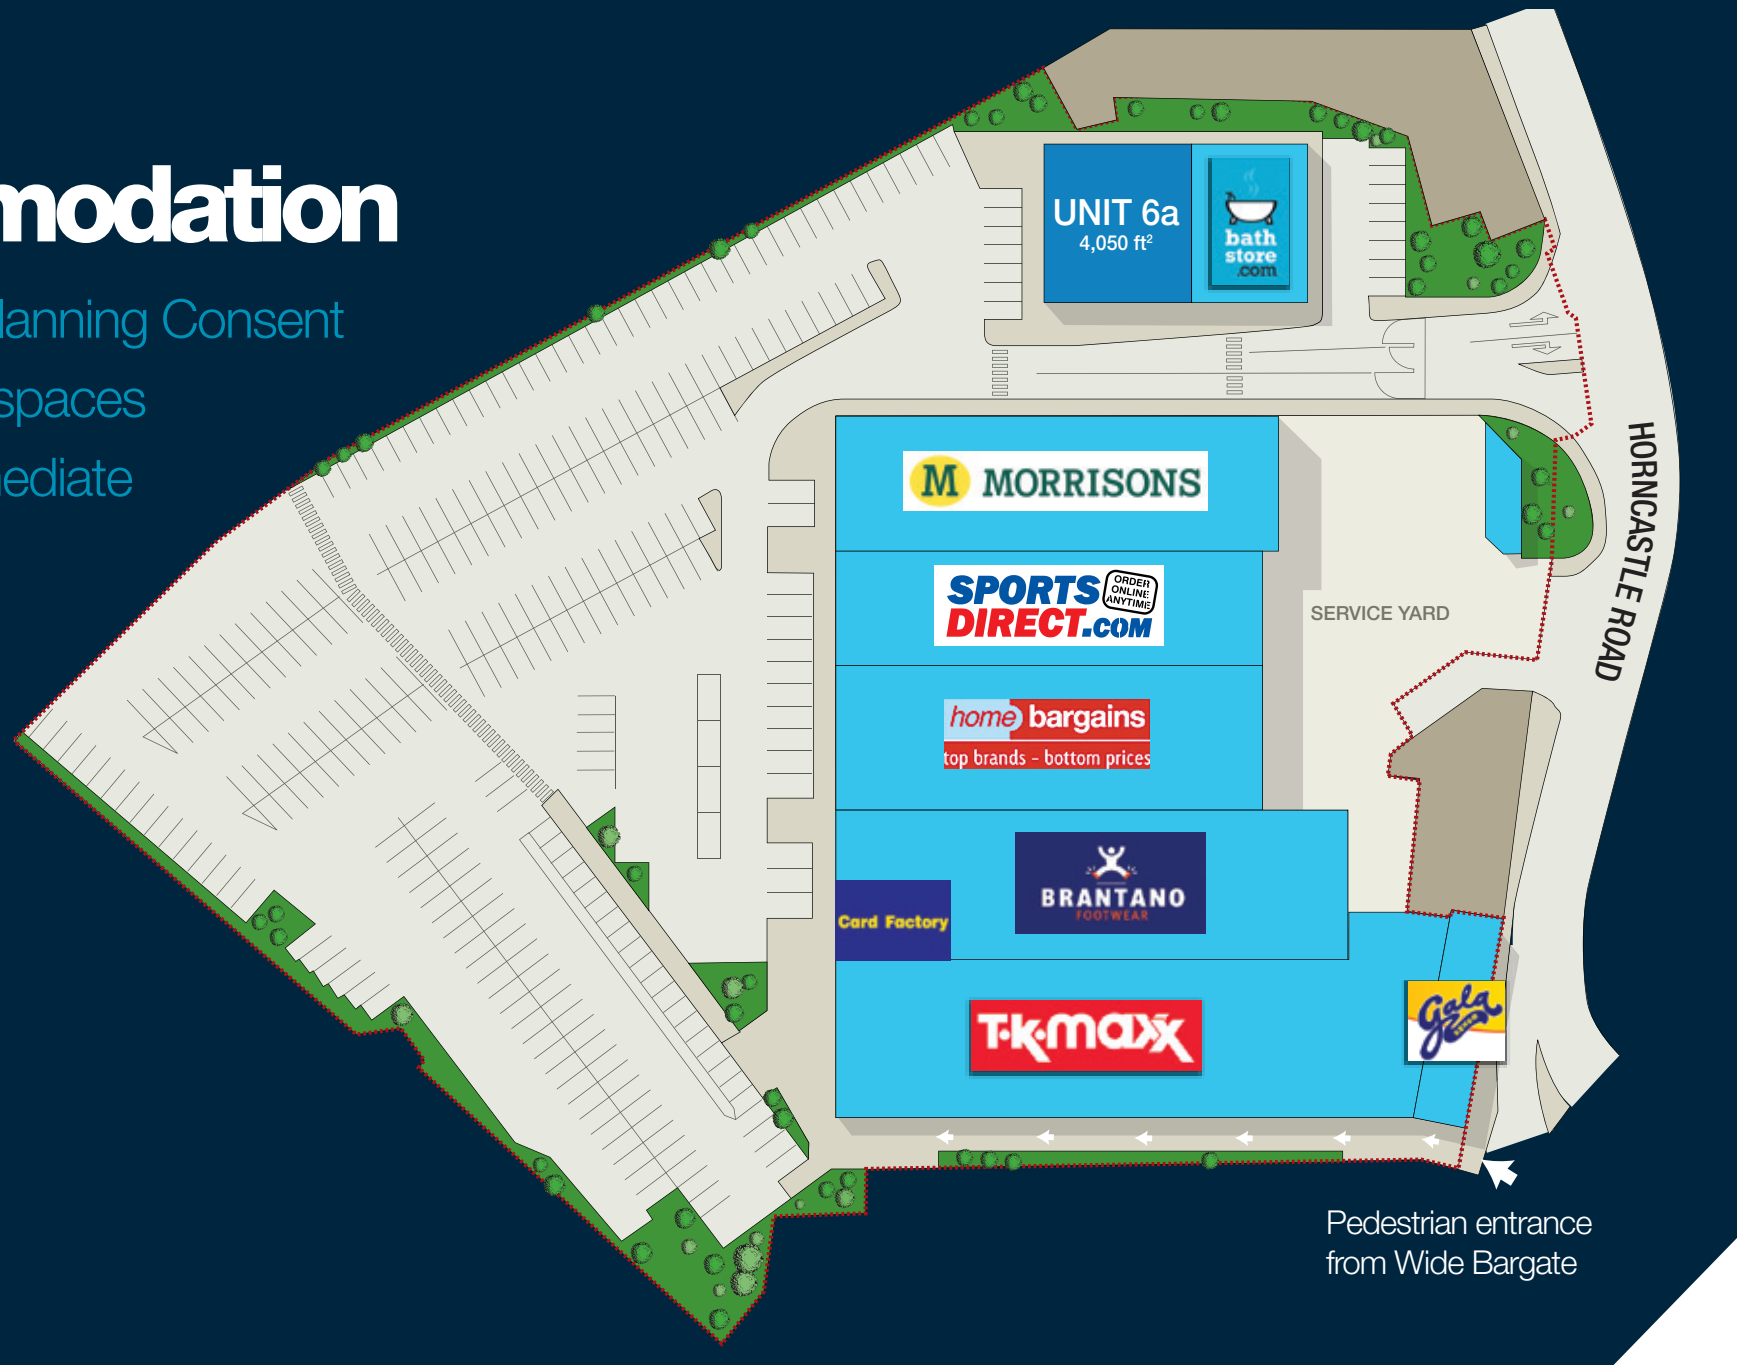 modation
lanning Consent
spaces
ediate
UNIT 6a
4,050 ft²
bath
store
.com
M MORRISONS
SPORTS
DIRECT.COM
ORDER
ONLINE
ANYTIME
SERVICE YARD
HORNCASTLE ROAD
home bargains
top brands - bottom prices
BRANTANO
FOOTWEAR
Card Factory
T·K·maxx
Gala
Pedestrian entrance
from Wide Bargate